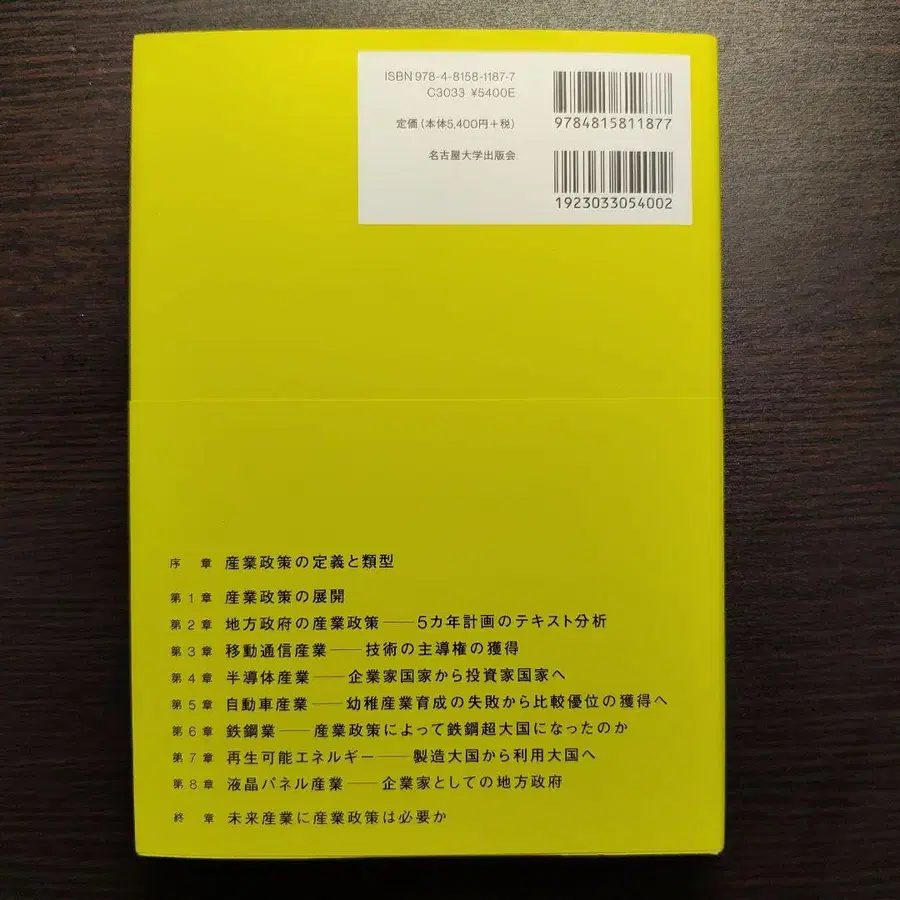 ISBN978-4-8158-1187-7
C3033 ¥5400E
定価(本体5,400円+税)
名古屋大学出版会
9784815811877
1923033054002
序 章 産業政策の定義と類型
第1章 産業政策の展開
第2章 地方政府の産業政策――5カ年計画のテキスト分析
第3章 移動通信産業――技術の主導権の獲得
第4章 半導体産業――企業家国家から投資家国家へ
第5章 自動車産業――幼稚産業育成の失敗から比較優位の獲得へ
第6章 鉄鋼業――産業政策によって鉄鋼超大国になったのか
第7章 再生可能エネルギー――製造大国から利用大国へ
第8章 液晶パネル産業――企業家としての地方政府
終 章 未来産業に産業政策は必要か